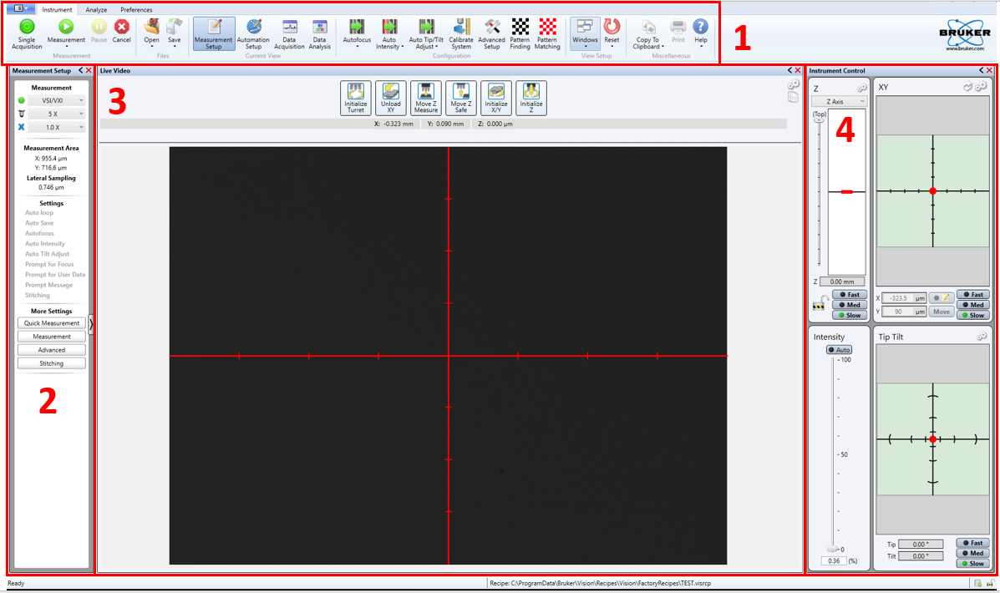 Instrument Analyze Preferences
Single Acquisition
Measurement
Pause
Cancel
Measurement
Open
Save
Files
Measurement Setup
Automation Setup
Data Acquisition
Data Analysis
Current View
Autofocus
Auto Intensity
Auto Tip/Tilt Adjust
Calibrate System
Advanced Setup
Pattern Finding
Pattern Matching
Configuration
Windows
Reset
View Setup
Copy To Clipboard
Print
Help
Miscellaneous
1
BRUKER
www.bruker.com
Measurement Setup
Measurement
VSI/VXI
5 X
1.0 X
Measurement Area
X: 955.4 µm
Y: 716.6 µm
Lateral Sampling
0.746 µm
Settings
Auto loop
Auto Save
Autofocus
Auto Intensity
Auto Tilt Adjust
Prompt for Focus
Prompt for User Data
Prompt Message
Stitching
More Settings
Quick Measurement
Measurement
Advanced
Stitching
2
Live Video
3
Initialize Turret
Unload XY
Move Z Measure
Move Z Safe
Initialize X/Y
Initialize Z
X: -0.323 mm Y: 0.090 mm Z: 0.000 µm
Instrument Control
Z
Z Axis
(Top)
4
Z 0.00 mm
Fast
Med
Slow
XY
X -323.5 µm
Y 90 µm Move
Fast
Med
Slow
Intensity
Auto
100
50
0
0.36 (%)
Tip Tilt
Tip 0.00 °
Tilt 0.00 °
Fast
Med
Slow
Ready
Recipe: C:\ProgramData\Bruker\Vision\Recipes\Vision\FactoryRecipes\TEST.visrcp